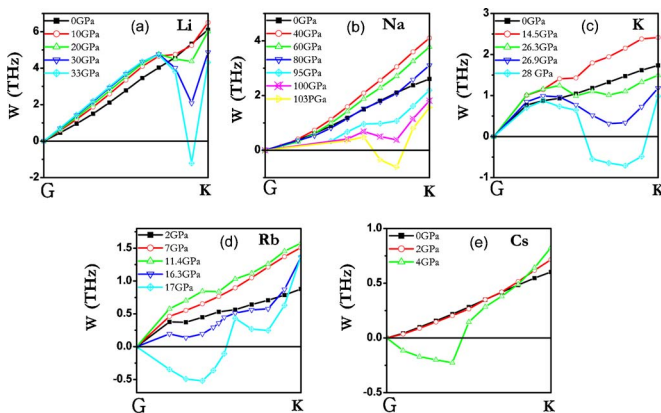 (a) Li
0GPa
10GPa
20GPa
30GPa
33GPa
W (THz)
6
4
2
0
-2
G K
(b) Na
0GPa
40GPa
60GPa
80GPa
95GPa
100GPa
103PGa
W (THz)
4
2
0
G K
(c) K
0GPa
14.5GPa
26.3GPa
26.9GPa
28 GPa
W (THz)
3
2
1
0
-1
G K
(d) Rb
2GPa
7GPa
11.4GPa
16.3GPa
17GPa
W (THz)
1.5
1.0
0.5
0.0
-0.5
G K
(e) Cs
0GPa
2GPa
4GPa
W (THz)
1.0
0.5
0.0
-0.5
G K